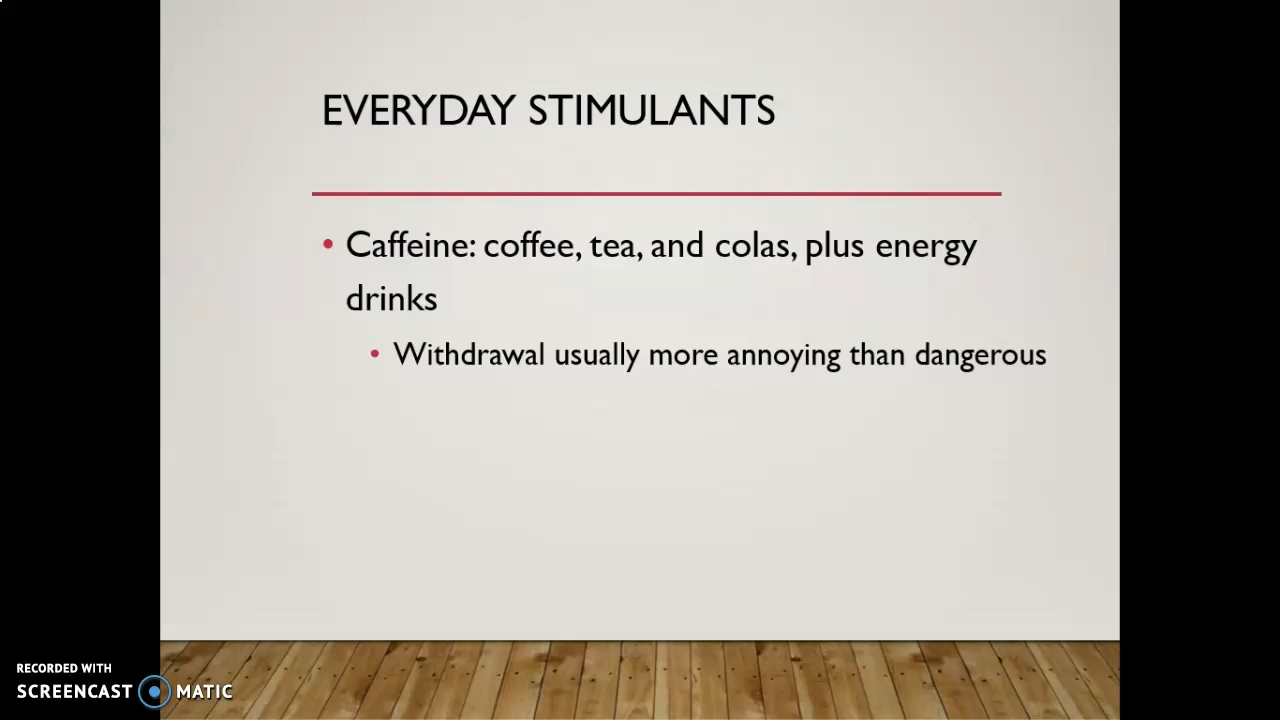 EVERYDAY STIMULANTS
• Caffeine: coffee, tea, and colas, plus energy
drinks
• Withdrawal usually more annoying than dangerous
RECORDED WITH
SCREENCAST MATIC